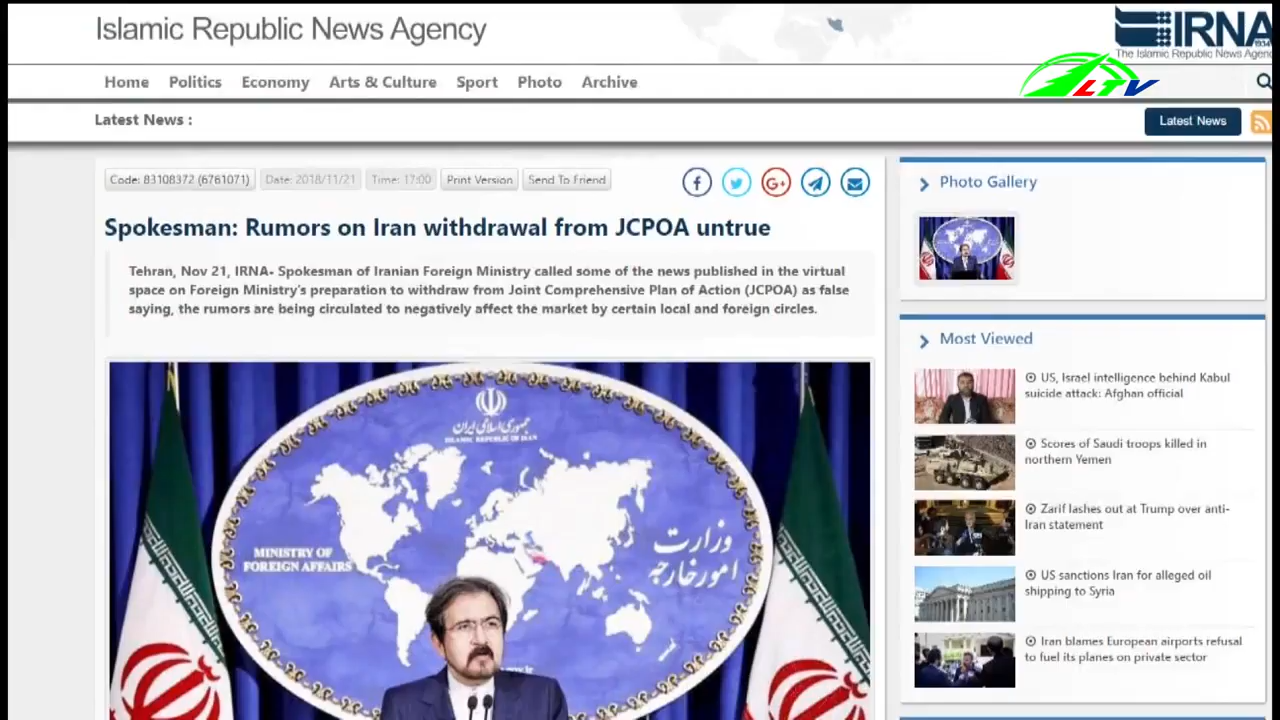 Islamic Republic News Agency
IRNA
1934
The Islamic Republic News Agency
LTV
Home Politics Economy Arts & Culture Sport Photo Archive
Latest News :
Latest News
Code: 83108372 (6761071) Date: 2018/11/21 Time: 17:00 Print Version Send To Friend
Spokesman: Rumors on Iran withdrawal from JCPOA untrue
Tehran, Nov 21, IRNA- Spokesman of Iranian Foreign Ministry called some of the news published in the virtual
space on Foreign Ministry's preparation to withdraw from Joint Comprehensive Plan of Action (JCPOA) as false
saying, the rumors are being circulated to negatively affect the market by certain local and foreign circles.
جمهوری اسلامی ایران
ISLAMIC REPUBLIC OF IRAN
MINISTRY OF
FOREIGN AFFAIRS
وزارت
امور خارجه
Photo Gallery
Most Viewed
US, Israel intelligence behind Kabul
suicide attack: Afghan official
Scores of Saudi troops killed in
northern Yemen
Zarif lashes out at Trump over anti-
Iran statement
US sanctions Iran for alleged oil
shipping to Syria
Iran blames European airports refusal
to fuel its planes on private sector